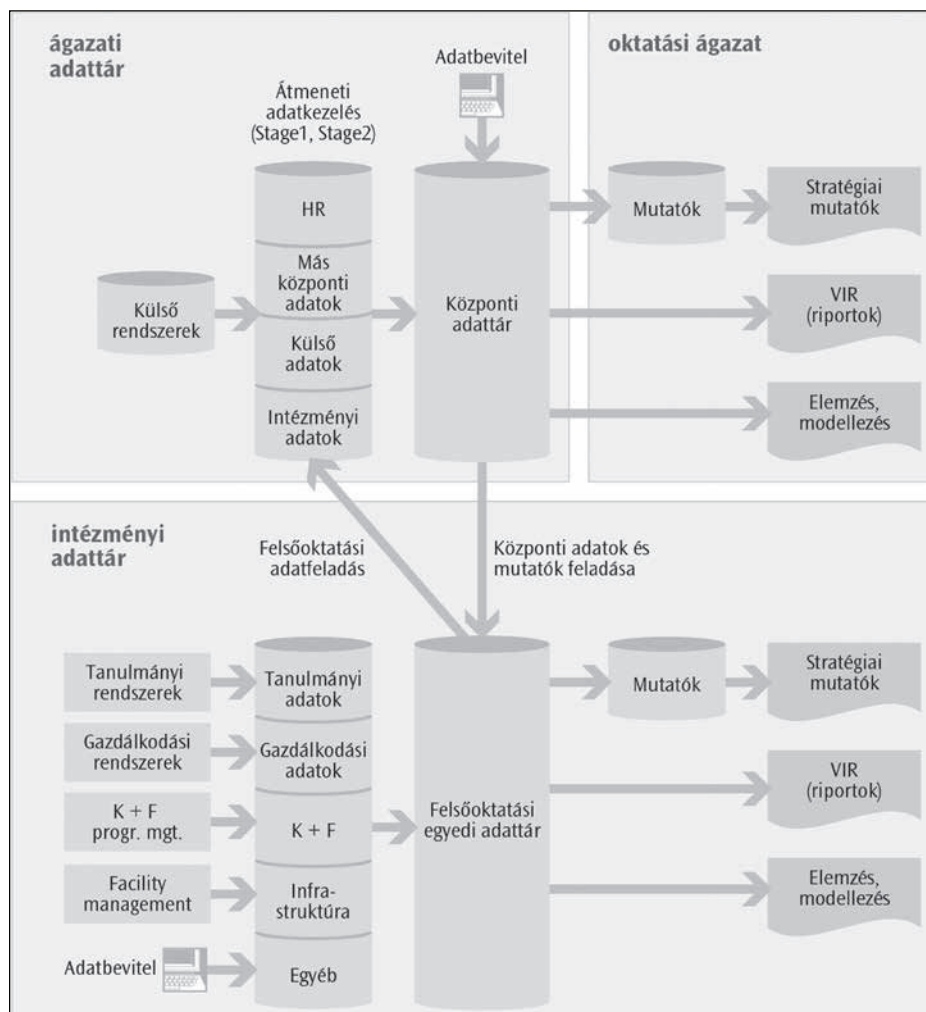 ágazati
adattár
Adatbevitel
oktatási ágazat
Átmeneti
adatkezelés
(Stage1, Stage2)
HR
Más
központi
adatok
Külső
adatok
Intézményi
adatok
Külső
rendszerek
Központi
adattár
Mutatók
Stratégiai
mutatók
VIR
(riportok)
Elemzés,
modellezés
intézményi
adattár
Felsőoktatási
adatfeladás
Központi adatok és
mutatók feladása
Tanulmányi
rendszerek
Gazdálkodási
rendszerek
K + F
progr. mgt.
Facility
management
Adatbevitel
Tanulmányi
adatok
Gazdálkodási
adatok
K + F
Infra-
struktúra
Egyéb
Felsőoktatási
egyedi adattár
Mutatók
Stratégiai
mutatók
VIR
(riportok)
Elemzés,
modellezés